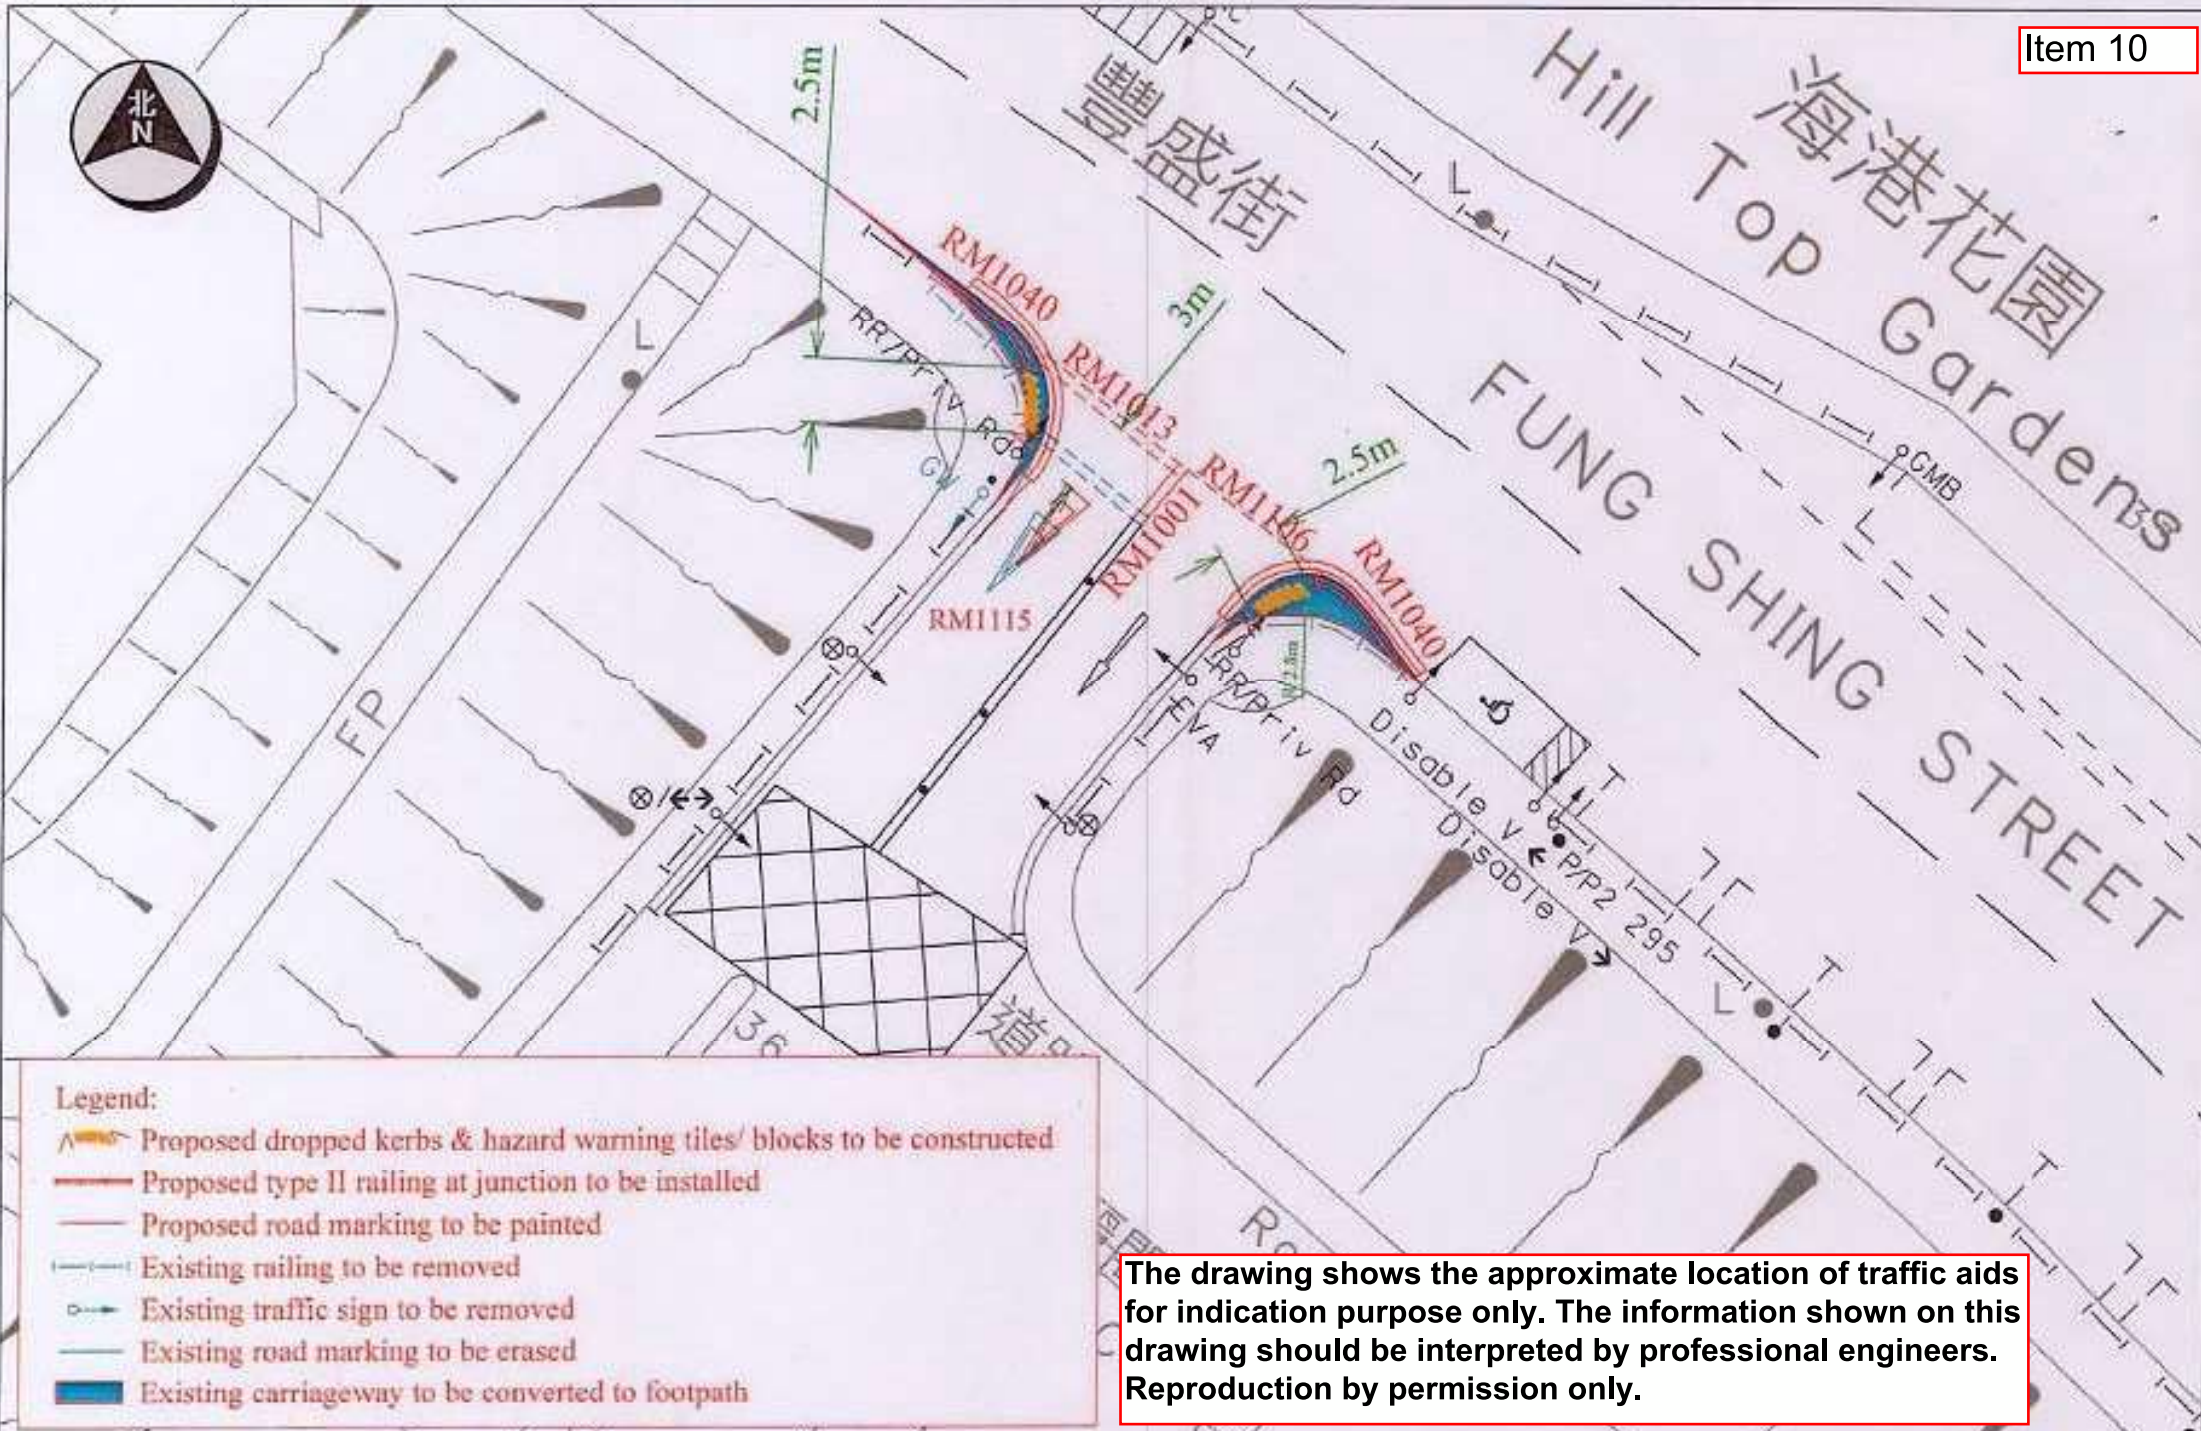 Item 10
北
N
2.5m
豐盛街
海港花園
Hill Top Gardens
L
RM1040
3m
RR/Priv Rd
RM1013
L
FUNG SHING STREET
GMB
L
38
2.5m
RM1106
RM1001
RM1040
RM1115
FP
RR/Priv Rd
EVA
Disable V
P/P2 295
Disable V
T
T
L
T
36
Legend:
Proposed dropped kerbs & hazard warning tiles/ blocks to be constructed
Proposed type II railing at junction to be installed
Proposed road marking to be painted
Existing railing to be removed
Existing traffic sign to be removed
Existing road marking to be erased
Existing carriageway to be converted to footpath
The drawing shows the approximate location of traffic aids
for indication purpose only. The information shown on this
drawing should be interpreted by professional engineers.
Reproduction by permission only.